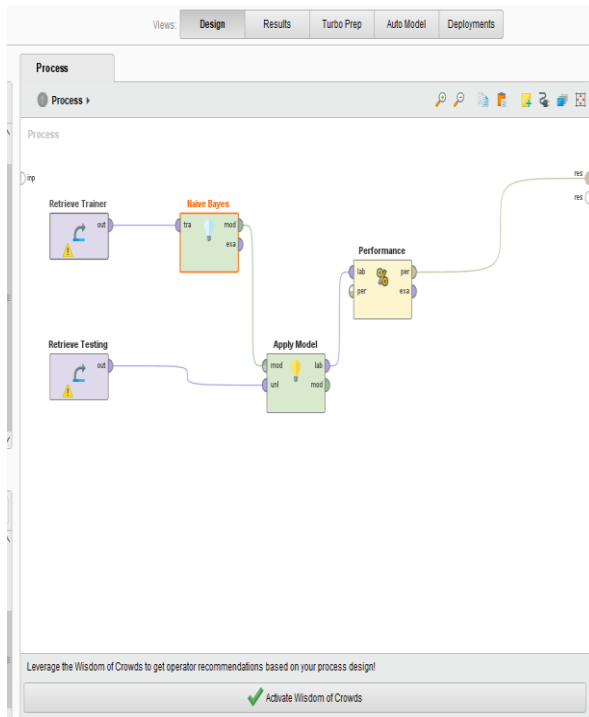 Views: Design Results Turbo Prep Auto Model Deployments
Process
Process
Process
inp
res
res
Retrieve Trainer
out
Naive Bayes
tra mod
exa
Performance
lab per
per exa
Retrieve Testing
out
Apply Model
mod lab
unl mod
Leverage the Wisdom of Crowds to get operator recommendations based on your process design!
Activate Wisdom of Crowds